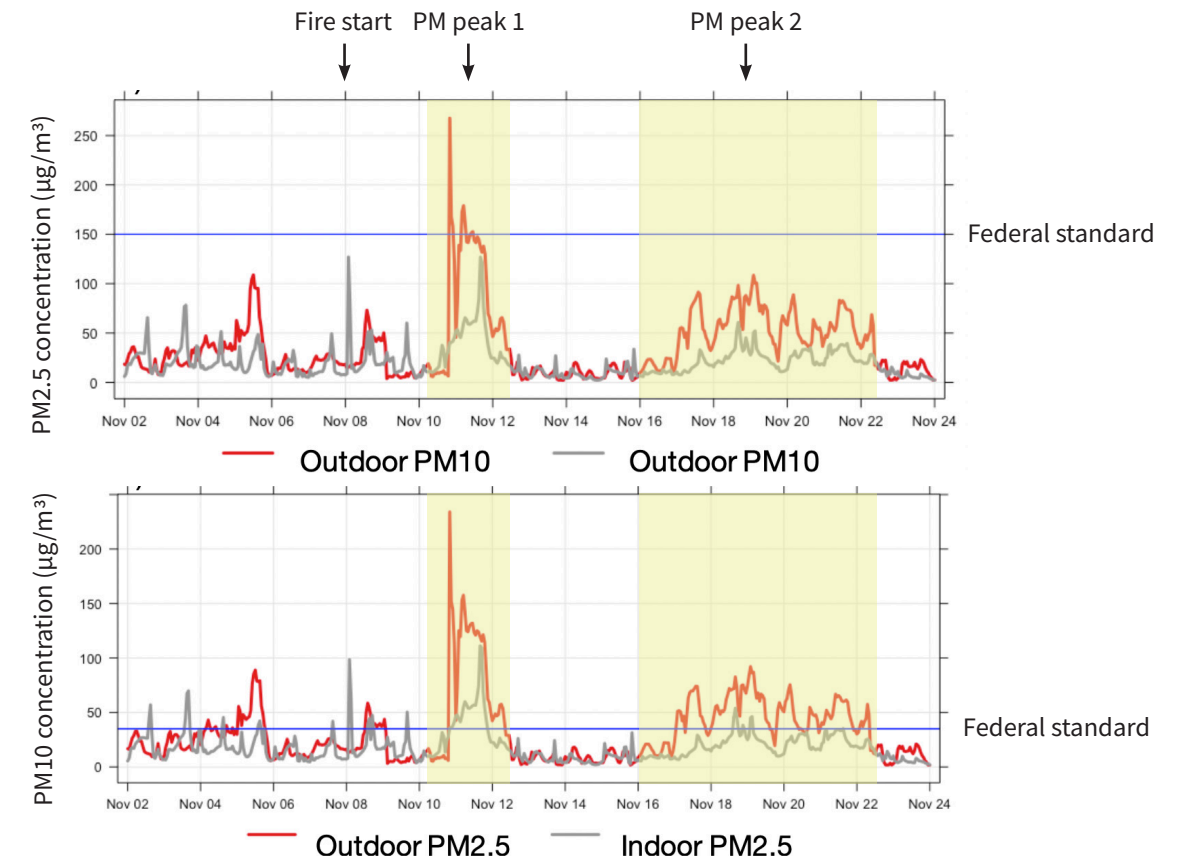 Fire start PM peak 1 PM peak 2
PM2.5 concentration (µg/m³)
250
200
150
100
50
0
Federal standard
Nov 02 Nov 04 Nov 06 Nov 08 Nov 10 Nov 12 Nov 14 Nov 16 Nov 18 Nov 20 Nov 22 Nov 24
Outdoor PM10 Outdoor PM10
PM10 concentration (µg/m³)
200
150
100
50
0
Federal standard
Nov 02 Nov 04 Nov 06 Nov 08 Nov 10 Nov 12 Nov 14 Nov 16 Nov 18 Nov 20 Nov 22 Nov 24
Outdoor PM2.5 Indoor PM2.5